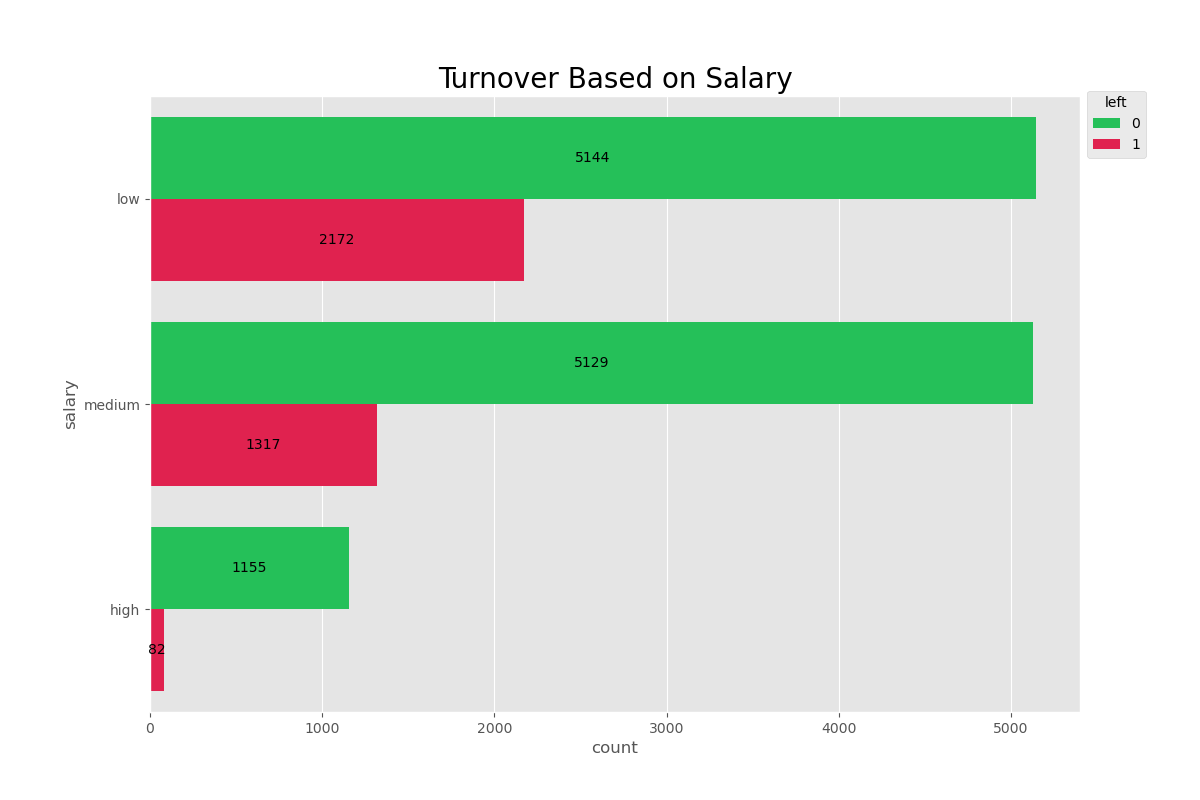 Turnover Based on Salary
left
0
1
salary
low
5144
2172
medium
5129
1317
high
1155
82
0 1000 2000 3000 4000 5000
count